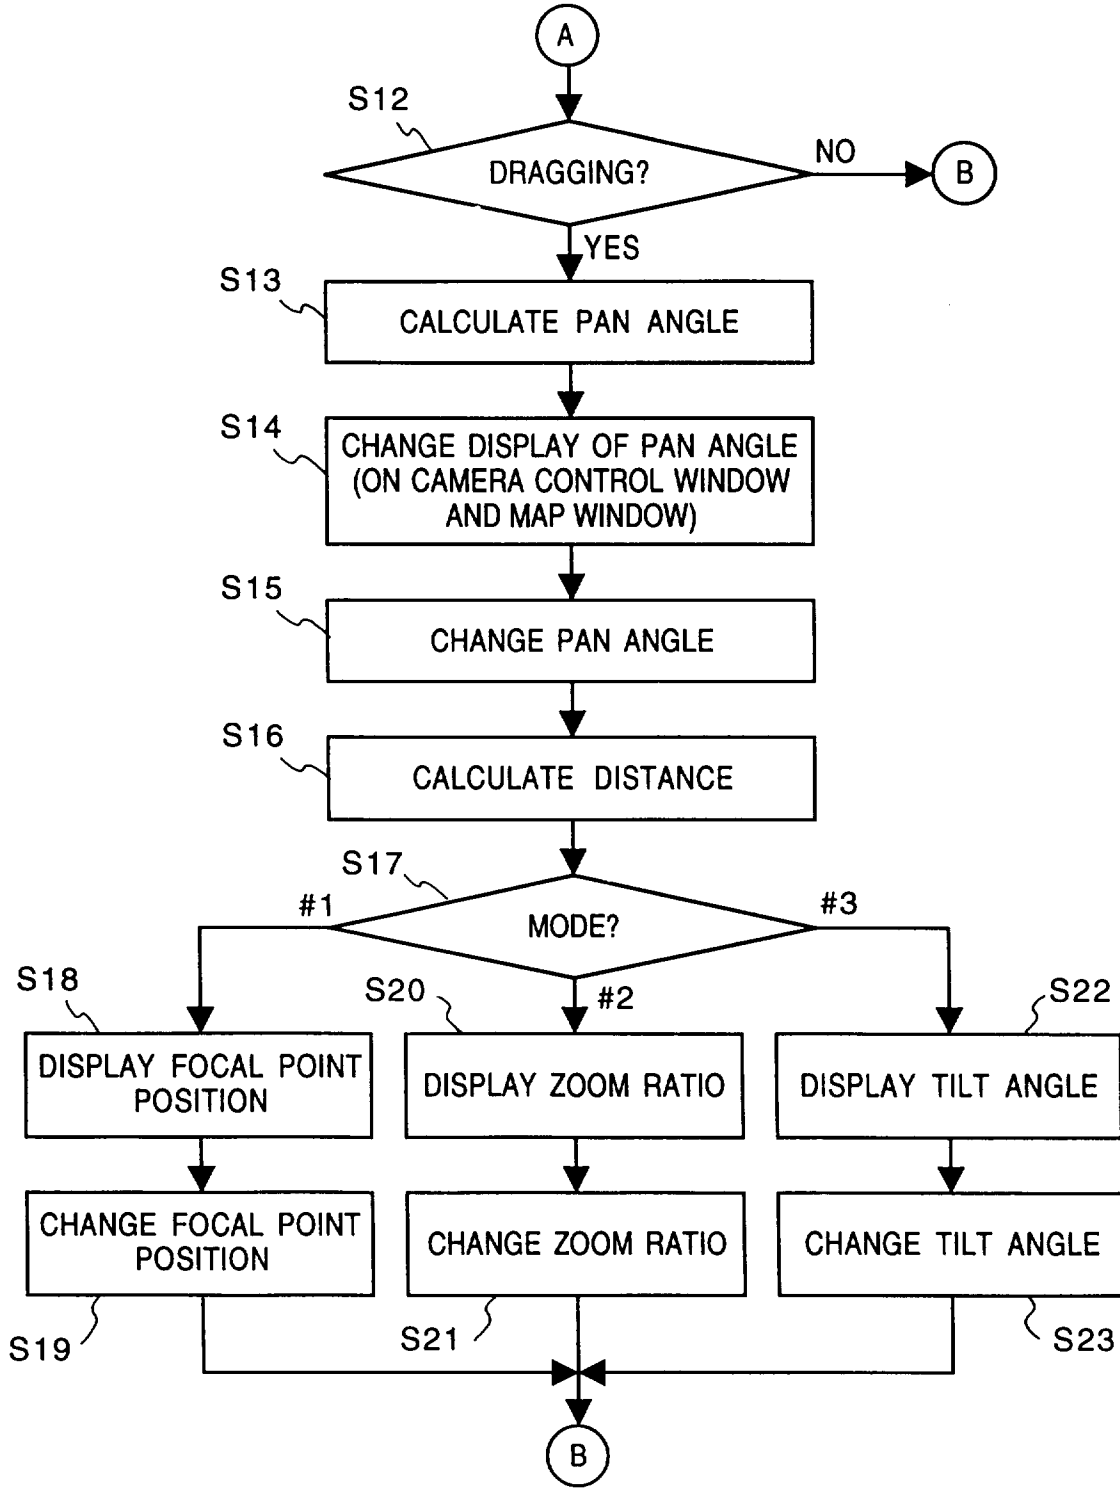 A
S12
DRAGGING?
NO
B
YES
S13
CALCULATE PAN ANGLE
S14
CHANGE DISPLAY OF PAN ANGLE
(ON CAMERA CONTROL WINDOW
AND MAP WINDOW)
S15
CHANGE PAN ANGLE
S16
CALCULATE DISTANCE
S17
MODE?
#1
#2
#3
S18
DISPLAY FOCAL POINT
POSITION
S20
DISPLAY ZOOM RATIO
S22
DISPLAY TILT ANGLE
CHANGE FOCAL POINT
POSITION
S19
CHANGE ZOOM RATIO
S21
CHANGE TILT ANGLE
S23
B